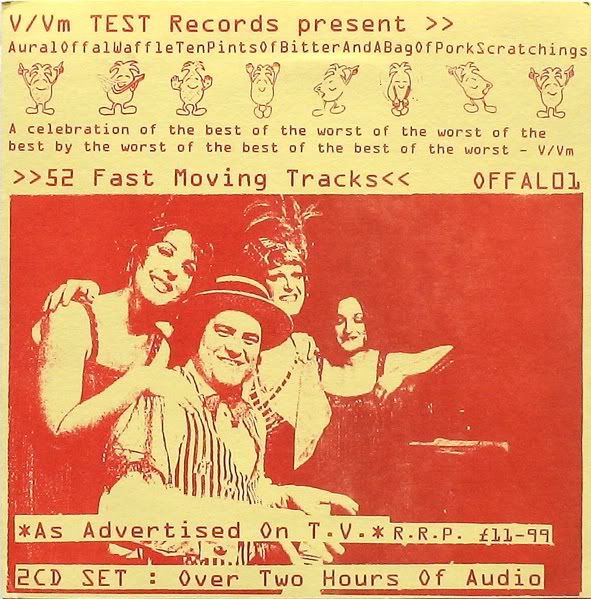 V/Vm TEST Records present >>
AuralOffalWaffleTenPintsOfBitterAndABagOfPorkScratchings
A celebration of the best of the worst of the worst of the
best by the worst of the best of the best of the worst - V/Vm
>>52 Fast Moving Tracks<< OFFAL01
*As Advertised On T.V.* R.R.P. £11-99
2CD SET : Over Two Hours Of Audio